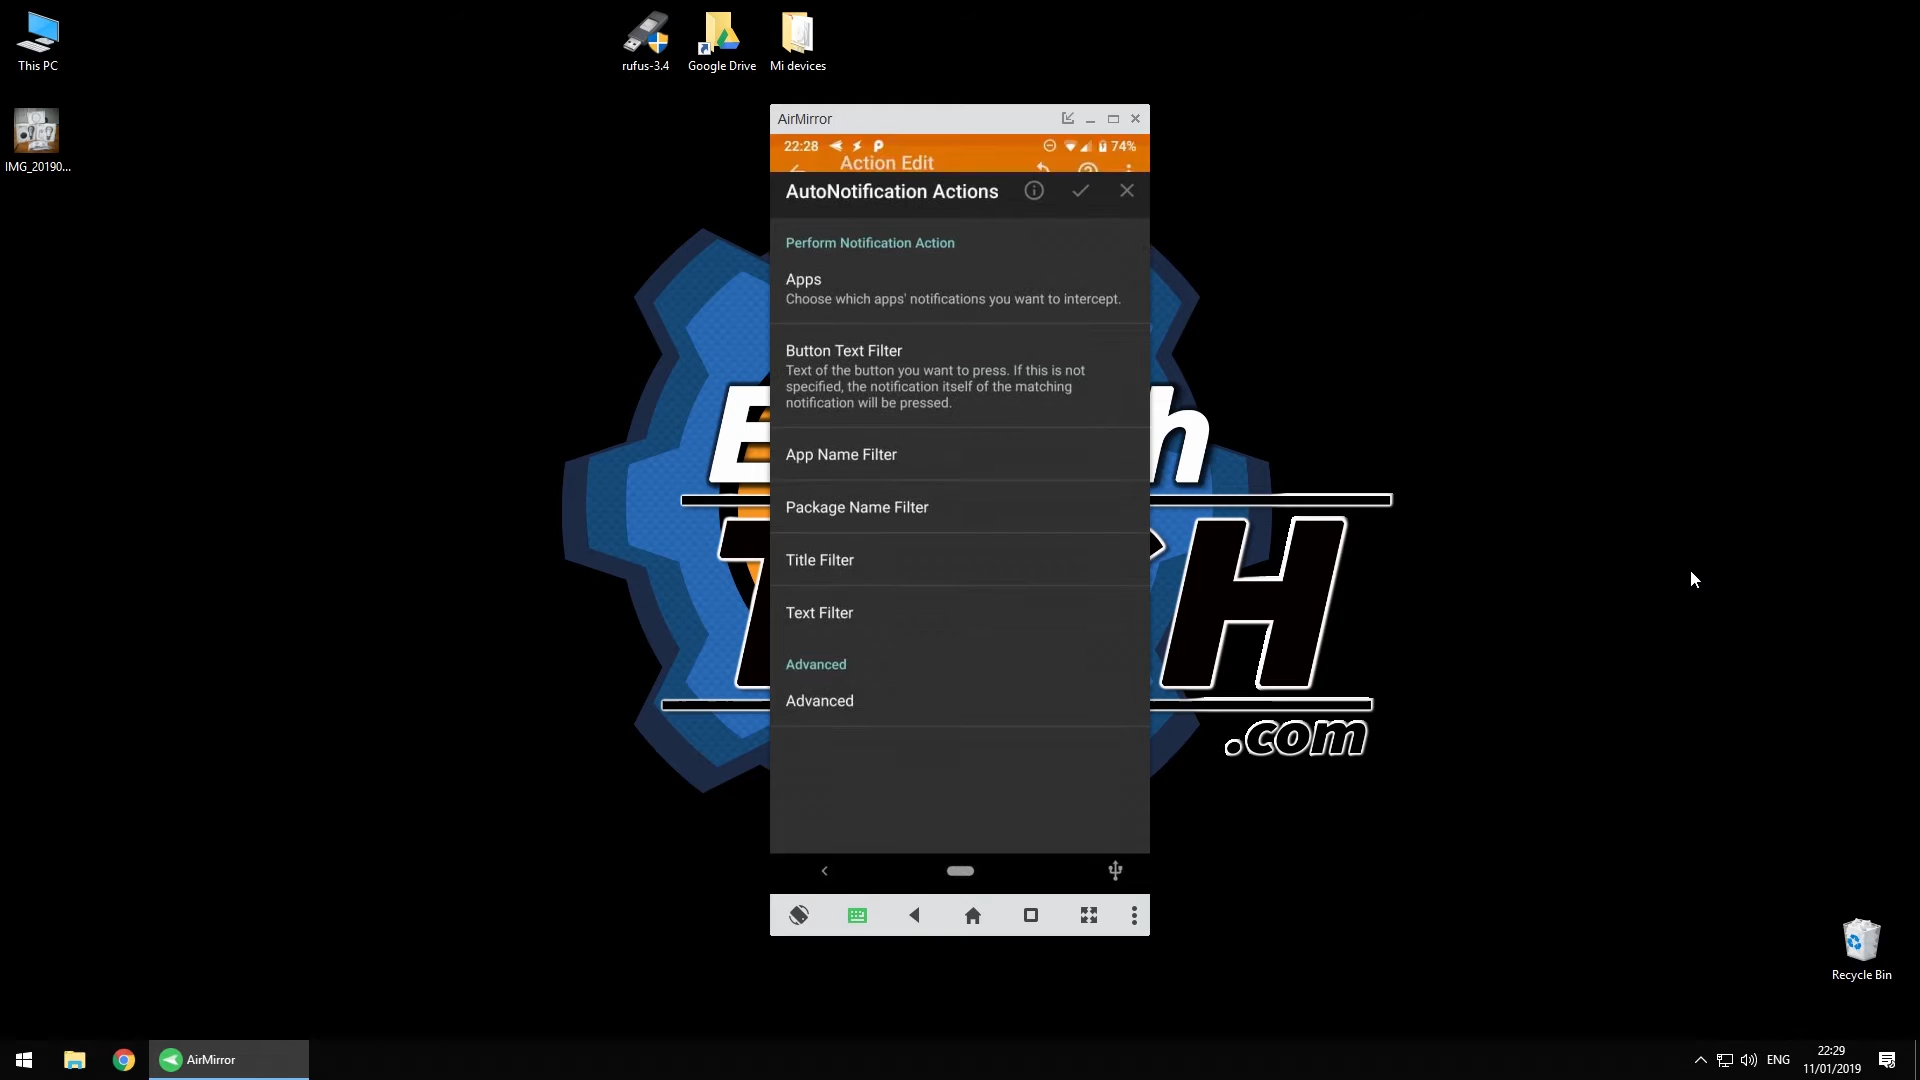 This PC
rufus-3.4
Google Drive
Mi devices
IMG_20190...
AirMirror
22:28
74%
Action Edit
AutoNotification Actions
Perform Notification Action
Apps
Choose which apps' notifications you want to intercept.
Button Text Filter
Text of the button you want to press. If this is not
specified, the notification itself of the matching
notification will be pressed.
App Name Filter
Package Name Filter
Title Filter
Text Filter
Advanced
Advanced
.com
Recycle Bin
AirMirror
ENG
22:29
11/01/2019